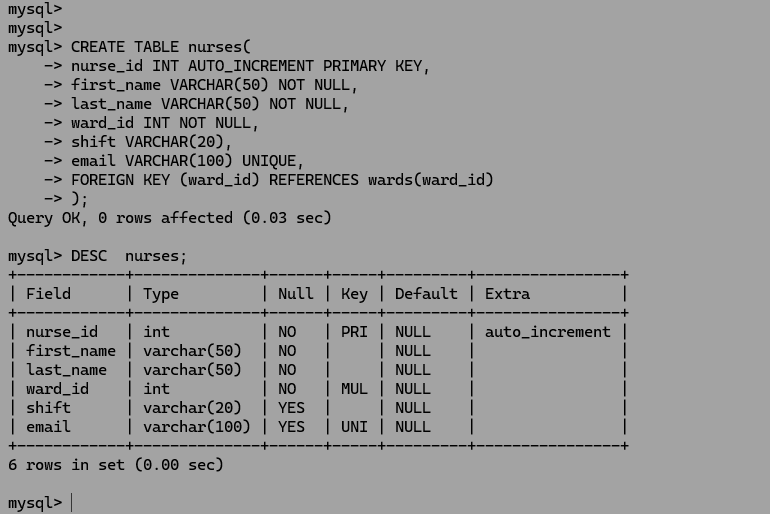 mysql>
mysql>
mysql> CREATE TABLE nurses(
    -> nurse_id INT AUTO_INCREMENT PRIMARY KEY,
    -> first_name VARCHAR(50) NOT NULL,
    -> last_name VARCHAR(50) NOT NULL,
    -> ward_id INT NOT NULL,
    -> shift VARCHAR(20),
    -> email VARCHAR(100) UNIQUE,
    -> FOREIGN KEY (ward_id) REFERENCES wards(ward_id)
    -> );
Query OK, 0 rows affected (0.03 sec)

mysql> DESC  nurses;
+------------+--------------+------+-----+---------+----------------+
| Field      | Type         | Null | Key | Default | Extra          |
+------------+--------------+------+-----+---------+----------------+
| nurse_id   | int          | NO   | PRI | NULL    | auto_increment |
| first_name | varchar(50)  | NO   |     | NULL    |                |
| last_name  | varchar(50)  | NO   |     | NULL    |                |
| ward_id    | int          | NO   | MUL | NULL    |                |
| shift      | varchar(20)  | YES  |     | NULL    |                |
| email      | varchar(100) | YES  | UNI | NULL    |                |
+------------+--------------+------+-----+---------+----------------+
6 rows in set (0.00 sec)

mysql>